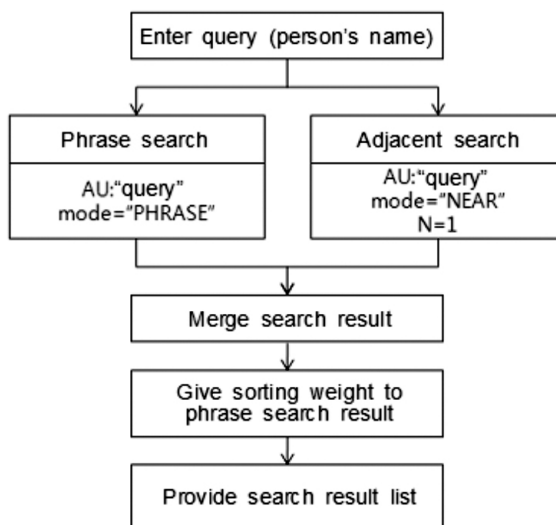 Enter query (person's name)
Phrase search
AU:“query”
mode=“PHRASE”
Adjacent search
AU:“query”
mode=“NEAR”
N=1
Merge search result
Give sorting weight to
phrase search result
Provide search result list